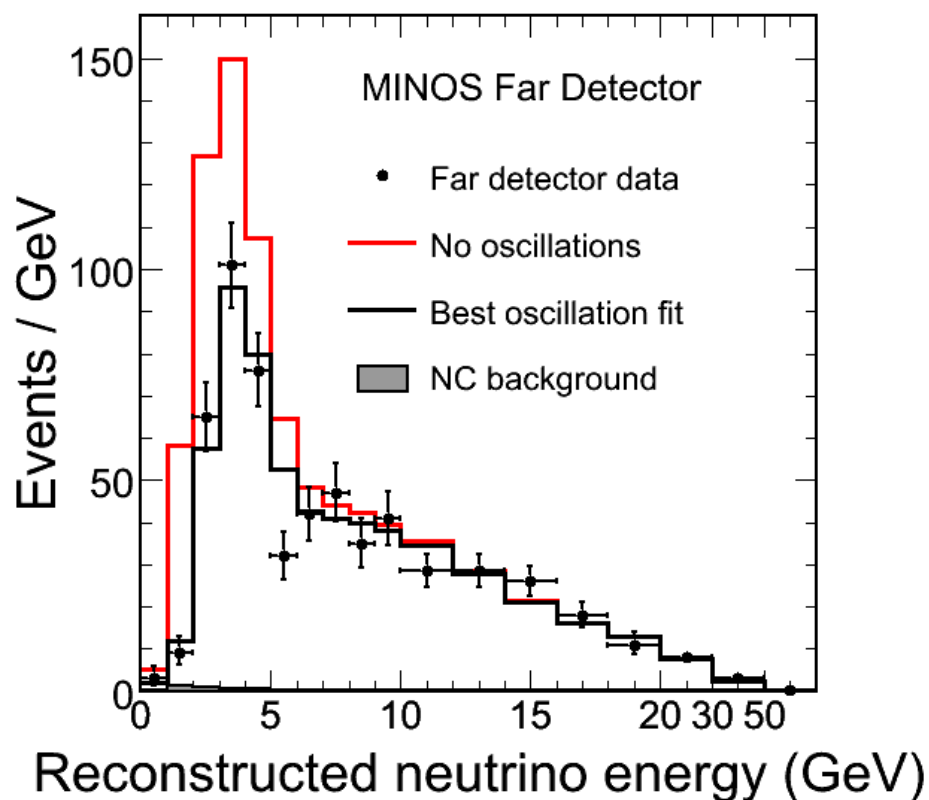 150
100
50
0
Events / GeV
MINOS Far Detector
Far detector data
No oscillations
Best oscillation fit
NC background
0 5 10 15 20 30 50
Reconstructed neutrino energy (GeV)